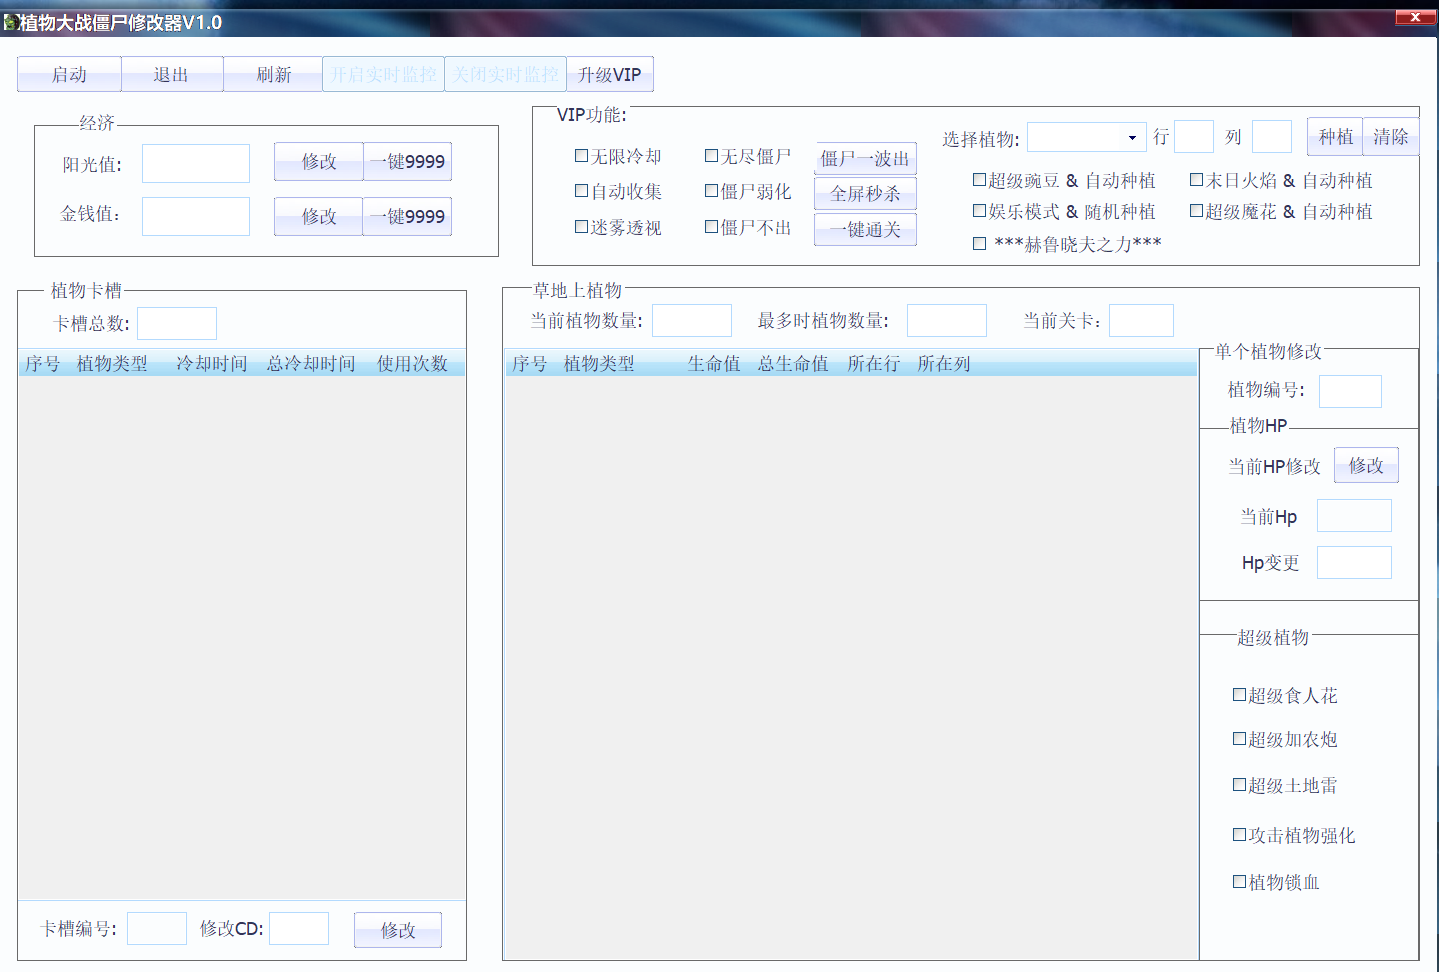 植物大战僵尸修改器V1.0
启动 退出 刷新 开启实时监控 关闭实时监控 升级VIP
经济
阳光值: 修改 一键9999
金钱值: 修改 一键9999
VIP功能:
无限冷却 无尽僵尸 僵尸一波出
自动收集 僵尸弱化 全屏秒杀
迷雾透视 僵尸不出 一键通关
选择植物: 行 列 种植 清除
超级豌豆 & 自动种植 末日火焰 & 自动种植
娱乐模式 & 随机种植 超级魔花 & 自动种植
***赫鲁晓夫之力***
植物卡槽
卡槽总数:
序号 植物类型 冷却时间 总冷却时间 使用次数
卡槽编号: 修改CD: 修改
草地上植物
当前植物数量: 最多时植物数量: 当前关卡:
序号 植物类型 生命值 总生命值 所在行 所在列
单个植物修改
植物编号:
植物HP
当前HP修改 修改
当前Hp
Hp变更
超级植物
超级食人花
超级加农炮
超级土地雷
攻击植物强化
植物锁血